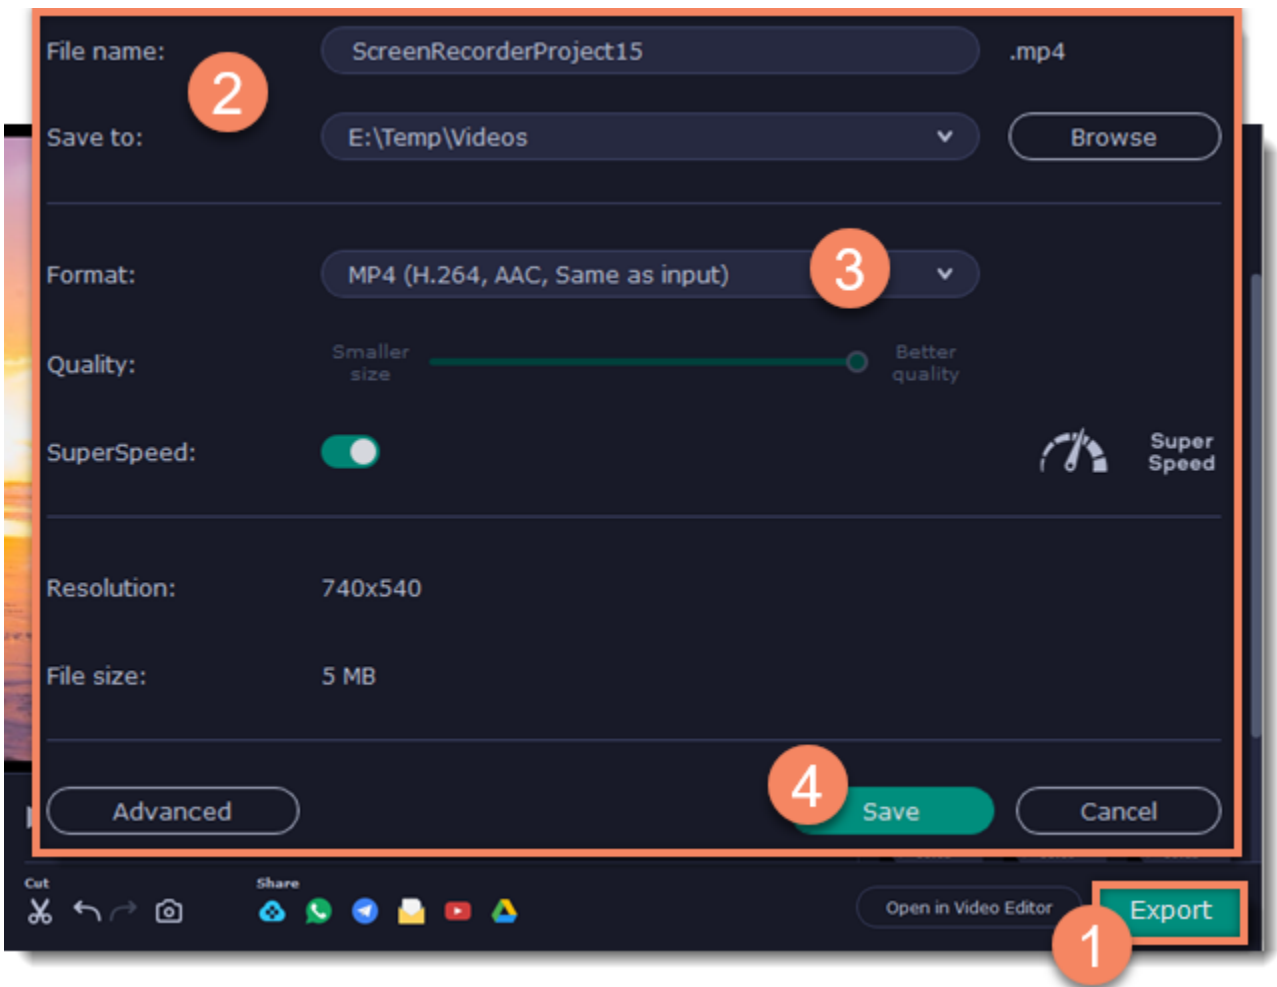 File name:
ScreenRecorderProject15
.mp4
2
Save to:
E:\Temp\Videos
Browse
Format:
MP4 (H.264, AAC, Same as input)
3
Quality:
Smaller
size
Better
quality
SuperSpeed:
Super
Speed
Resolution:
740x540
File size:
5 MB
Advanced
4
Save
Cancel
Cut
Share
Open in Video Editor
Export
1